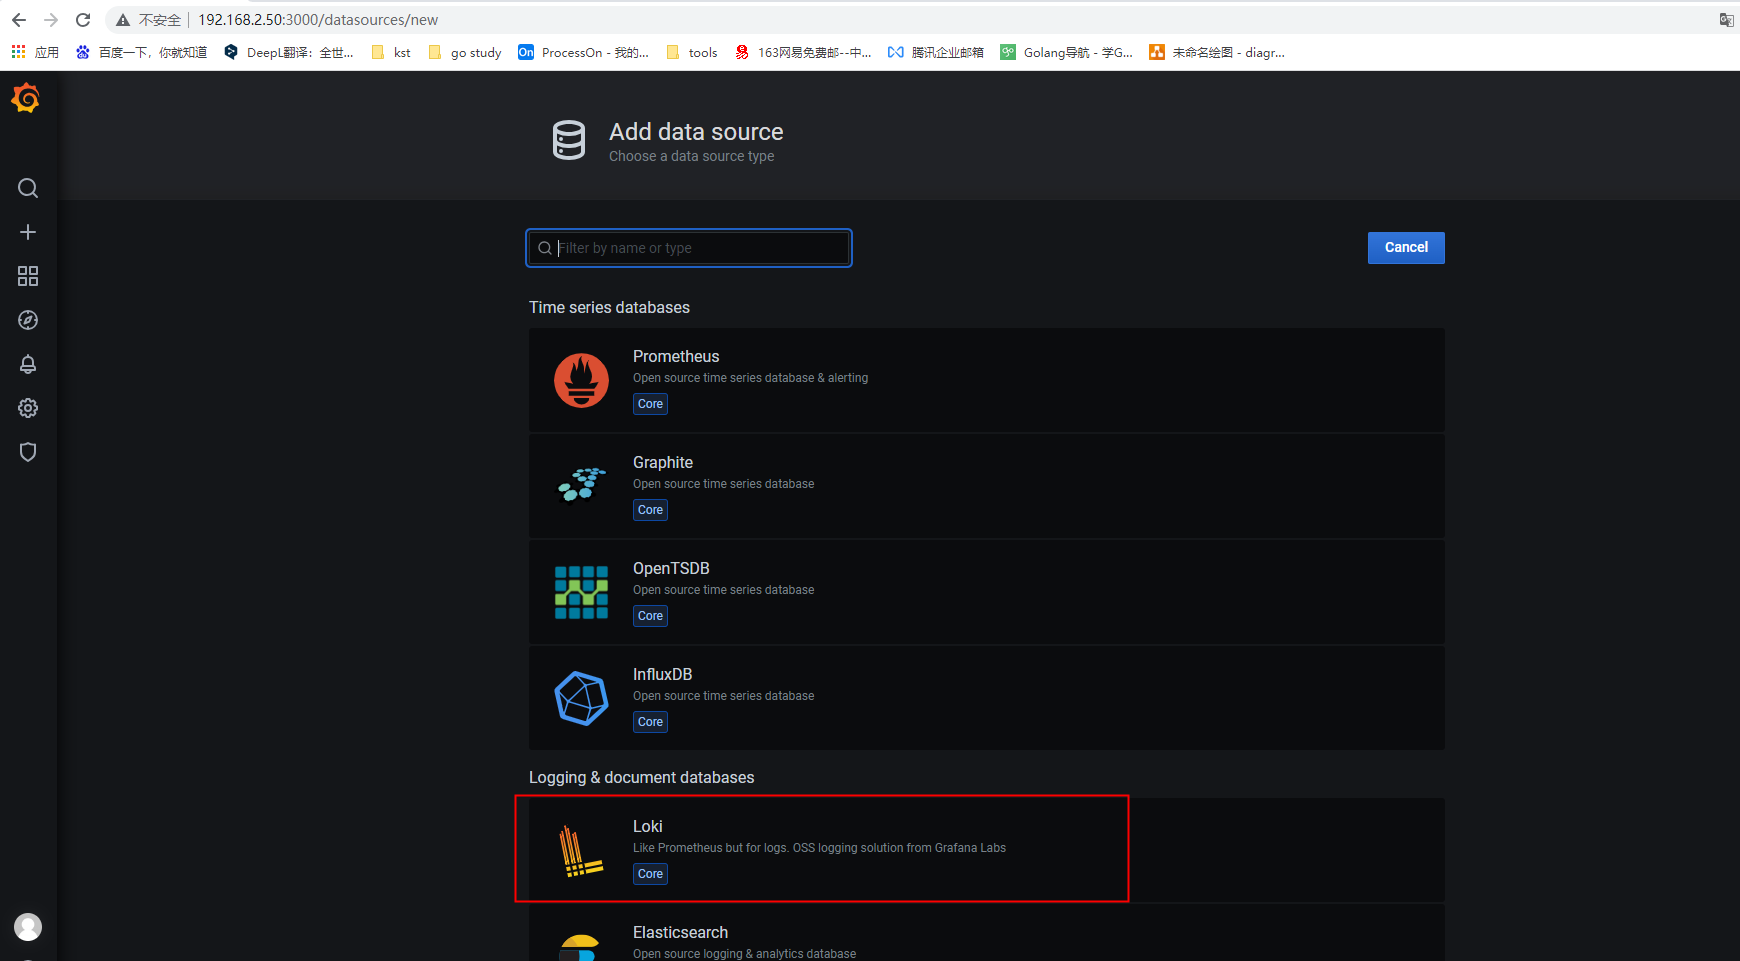 不安全 192.168.2.50:3000/datasources/new
应用 百度一下，你就知道 DeepL翻译：全世... kst go study On ProcessOn - 我的... tools 163网易免费邮--中... 腾讯企业邮箱 GO Golang导航 - 学G... 未命名绘图 - diagr...
Add data source
Choose a data source type
Filter by name or type
Cancel
Time series databases
Prometheus
Open source time series database & alerting
Core
Graphite
Open source time series database
Core
OpenTSDB
Open source time series database
Core
InfluxDB
Open source time series database
Core
Logging & document databases
Loki
Like Prometheus but for logs. OSS logging solution from Grafana Labs
Core
Elasticsearch
Open source logging & analytics database